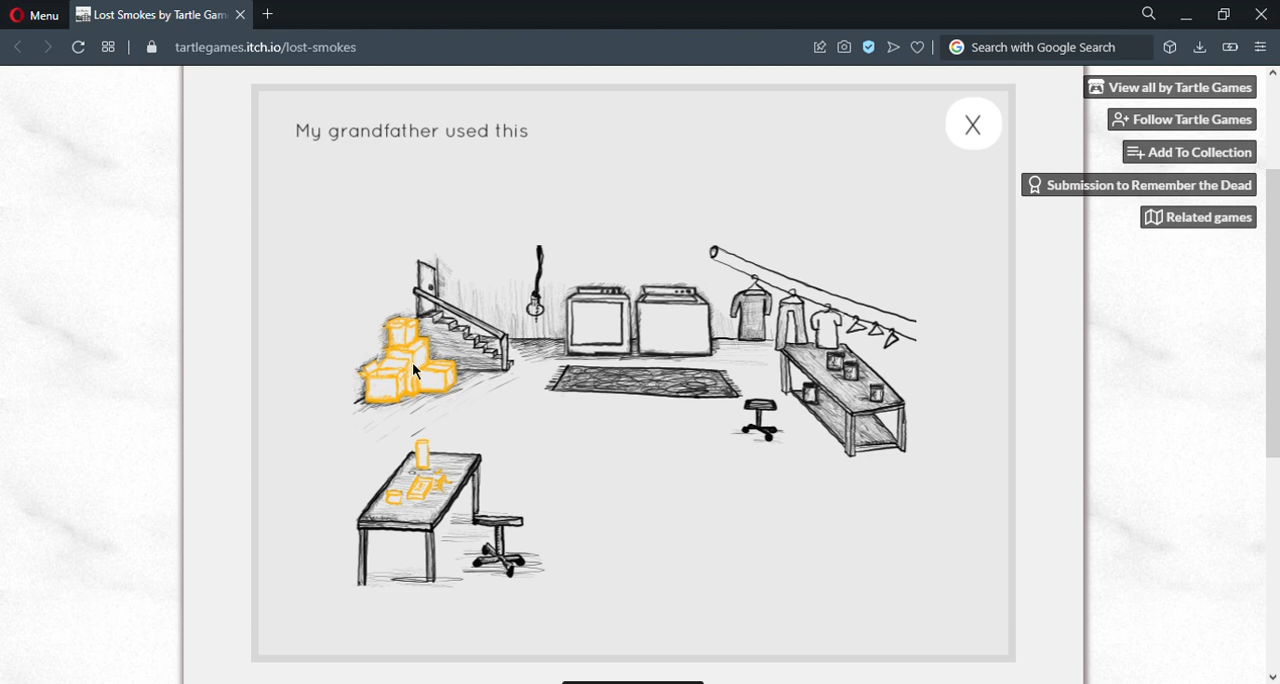 Menu
Lost Smokes by Tartle Gam
tartlegames.itch.io/lost-smokes
Search with Google Search
View all by Tartle Games
Follow Tartle Games
Add To Collection
Submission to Remember the Dead
Related games
My grandfather used this
X